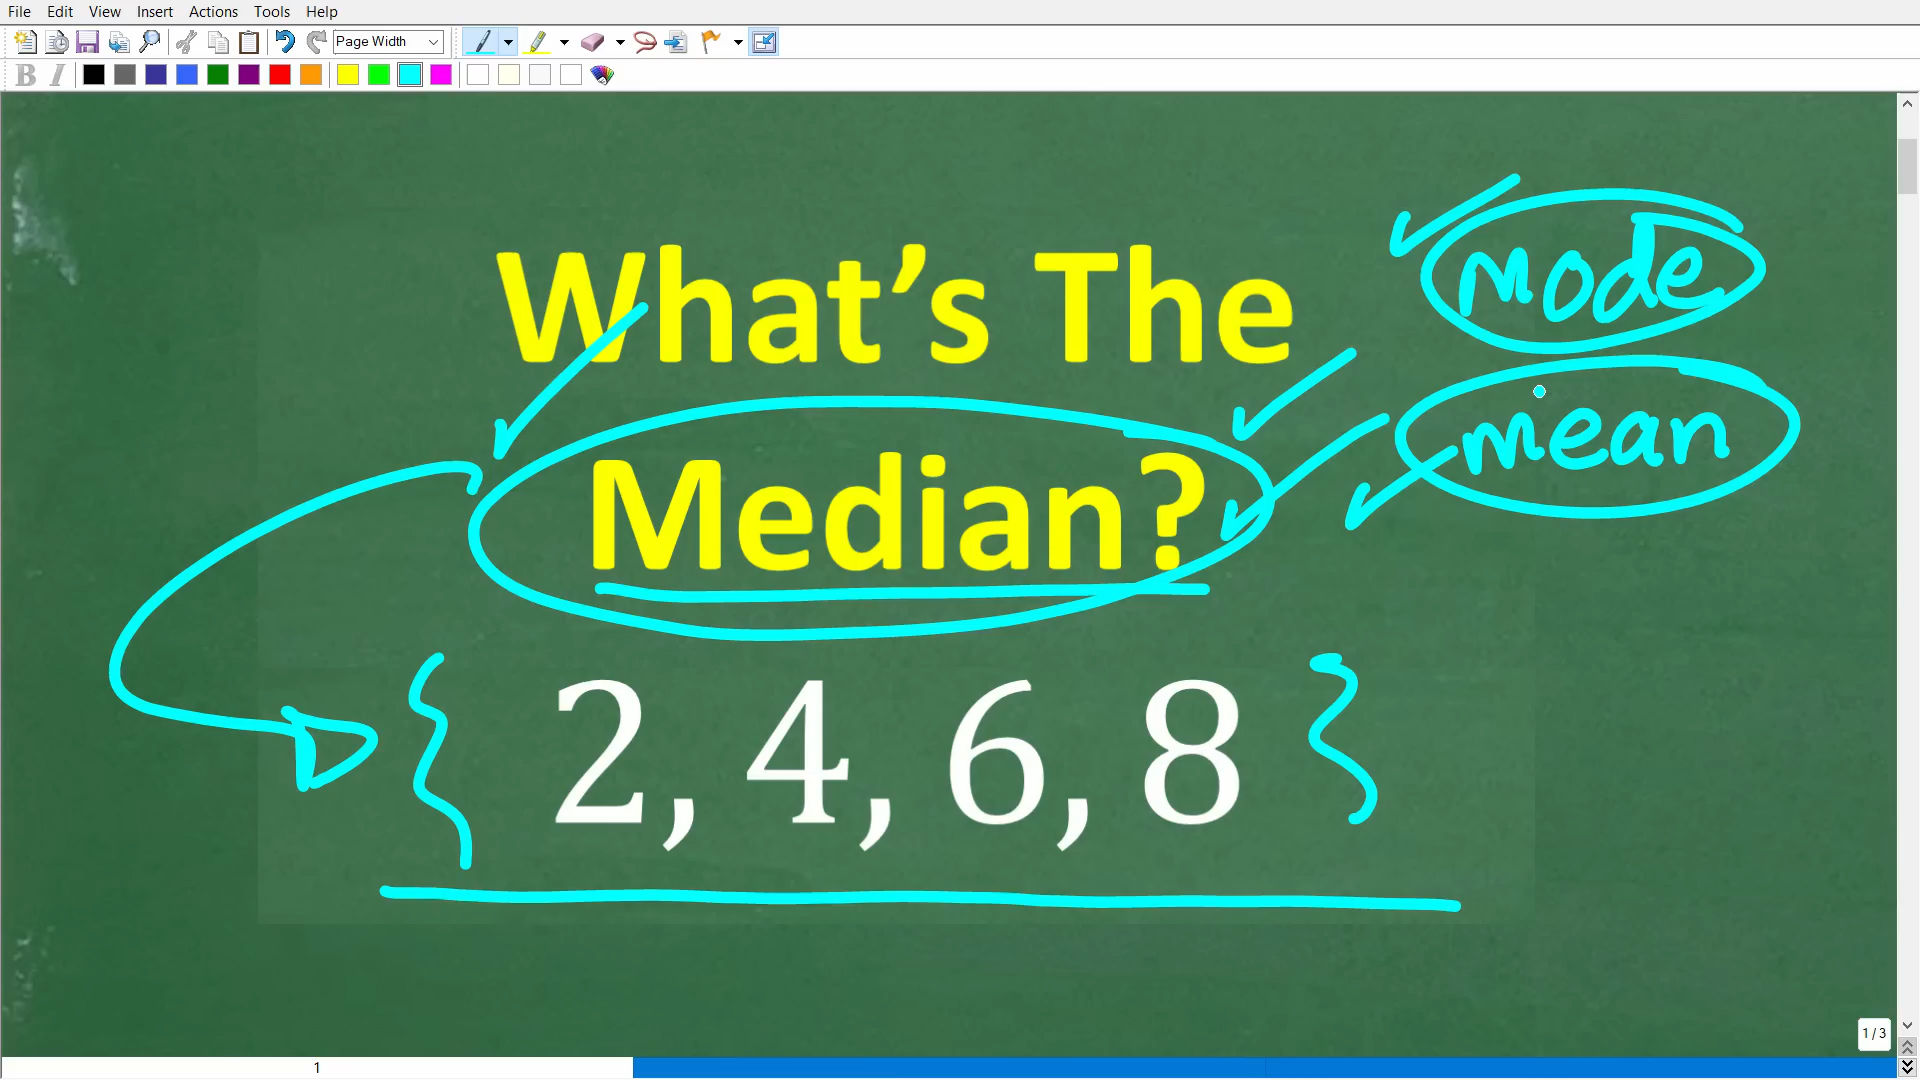 File Edit View Insert Actions Tools Help
Page Width
B I
What's The
Median?
mode
mean
{ 2, 4, 6, 8 }
1 / 3
1